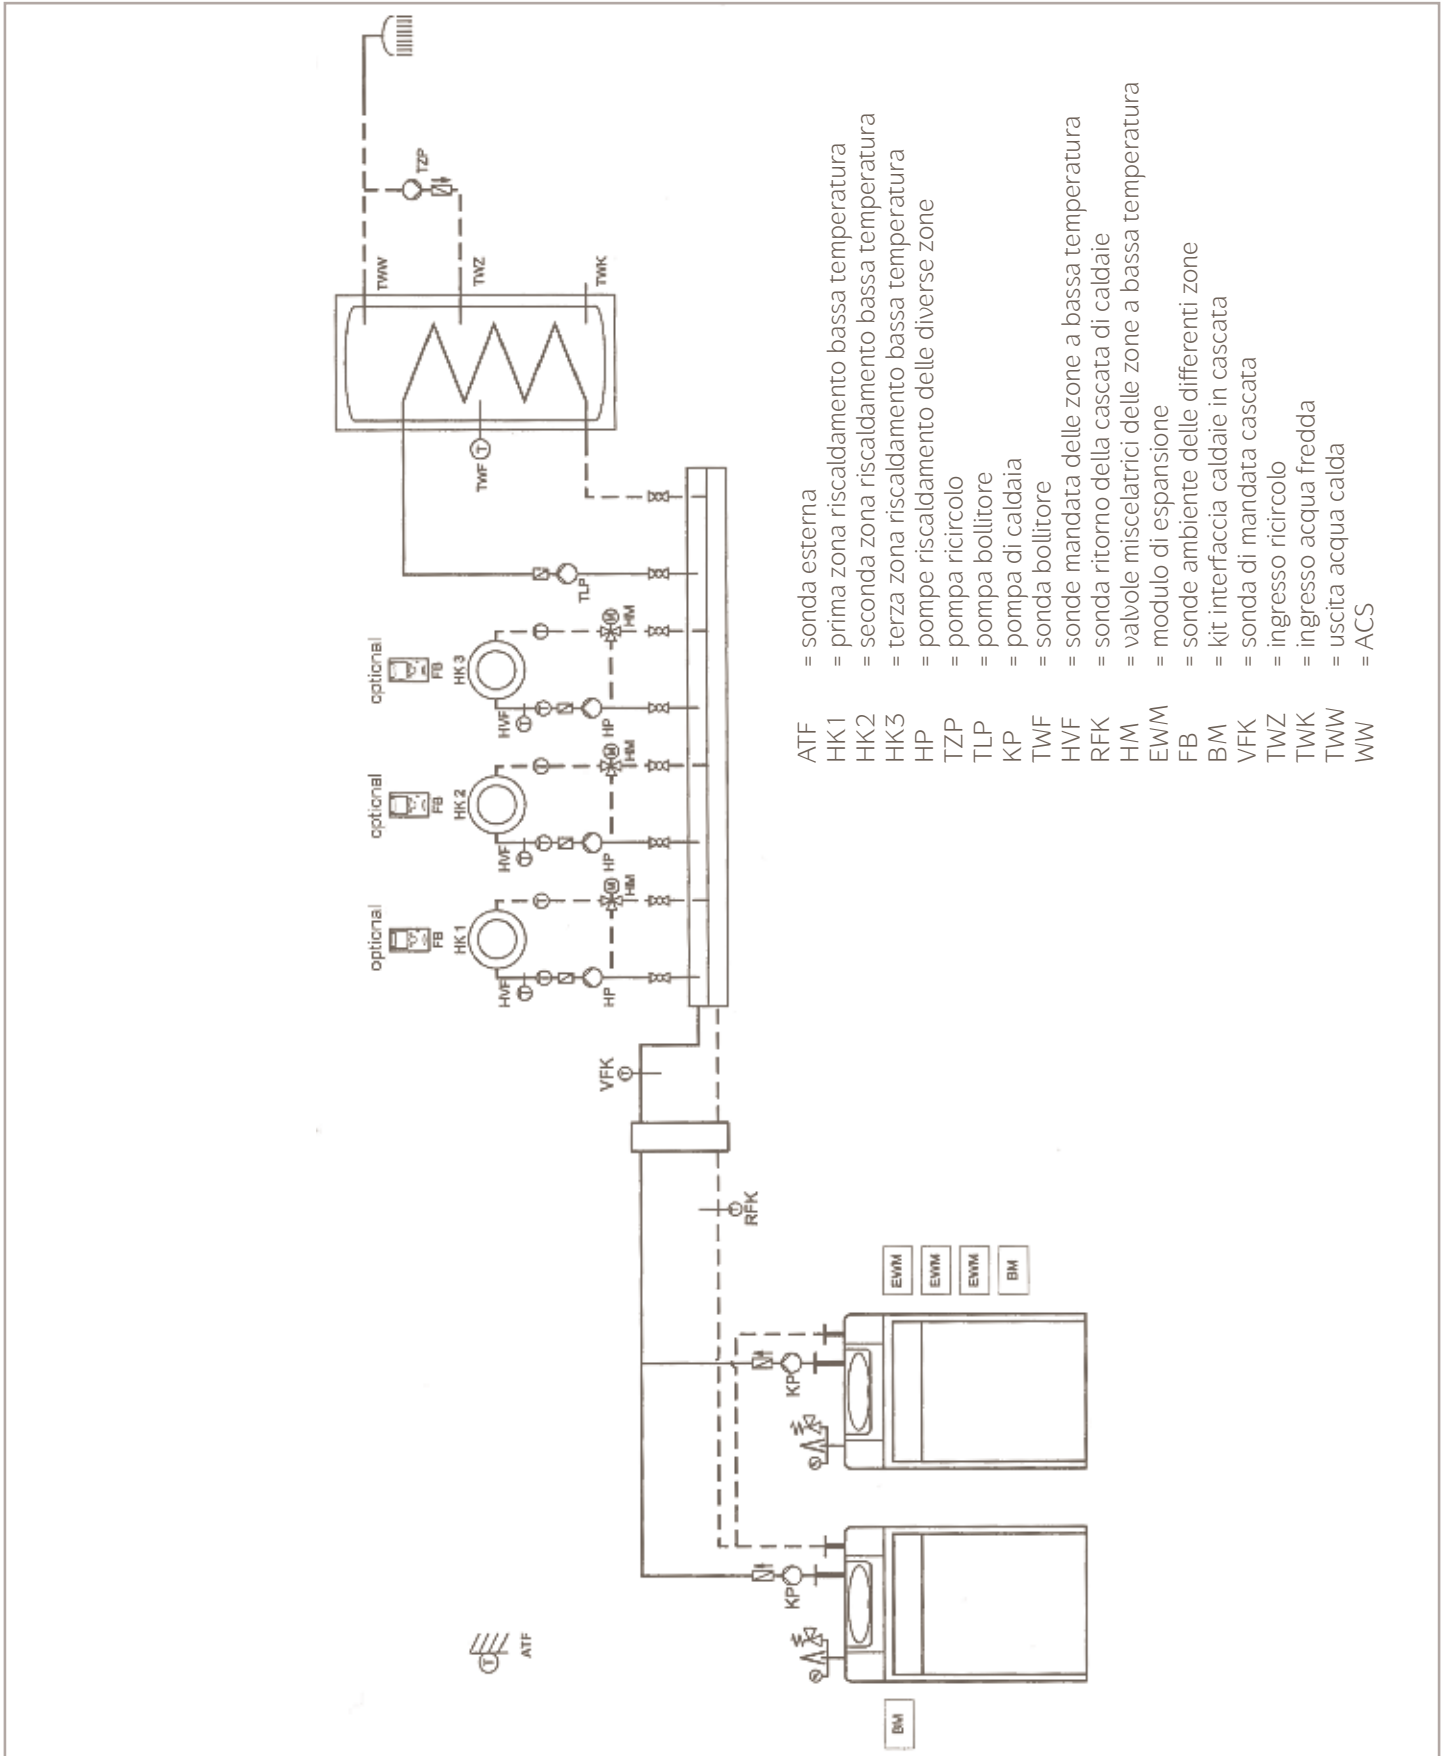 TZP
TWW
TWZ
TWK
TWF
TLP
optional
FB
HK 3
HVF
HP
M
HM
optional
FB
HK 2
HVF
HP
M
HM
optional
FB
HK 1
HVF
HP
M
HM
VFK
RFK
EWM
EWM
EWM
BM
KP
KP
ATF
BM
ATF = sonda esterna
HK1 = prima zona riscaldamento bassa temperatura
HK2 = seconda zona riscaldamento bassa temperatura
HK3 = terza zona riscaldamento bassa temperatura
HP = pompe riscaldamento delle diverse zone
TZP = pompa ricircolo
TLP = pompa bollitore
KP = pompa di caldaia
TWF = sonda bollitore
HVF = sonde mandata delle zone a bassa temperatura
RFK = sonda ritorno della cascata di caldaie
HM = valvole miscelatrici delle zone a bassa temperatura
EWM = modulo di espansione
FB = sonde ambiente delle differenti zone
BM = kit interfaccia caldaie in cascata
VFK = sonda di mandata cascata
TWZ = ingresso ricircolo
TWK = ingresso acqua fredda
TWW = uscita acqua calda
WW = ACS